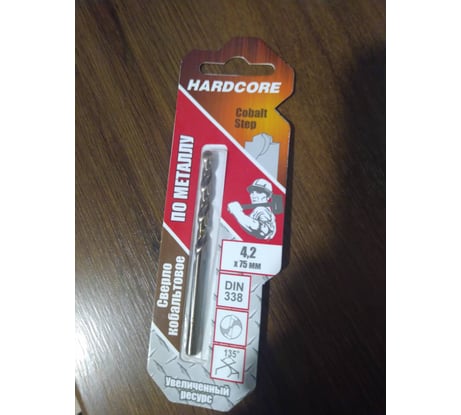 HARDCORE
Cobalt
Step
ПО МЕТАЛЛУ
Сверло
кобальтовое
4,2
x 75 мм
DIN
338
135°
Увеличенный
ресурс